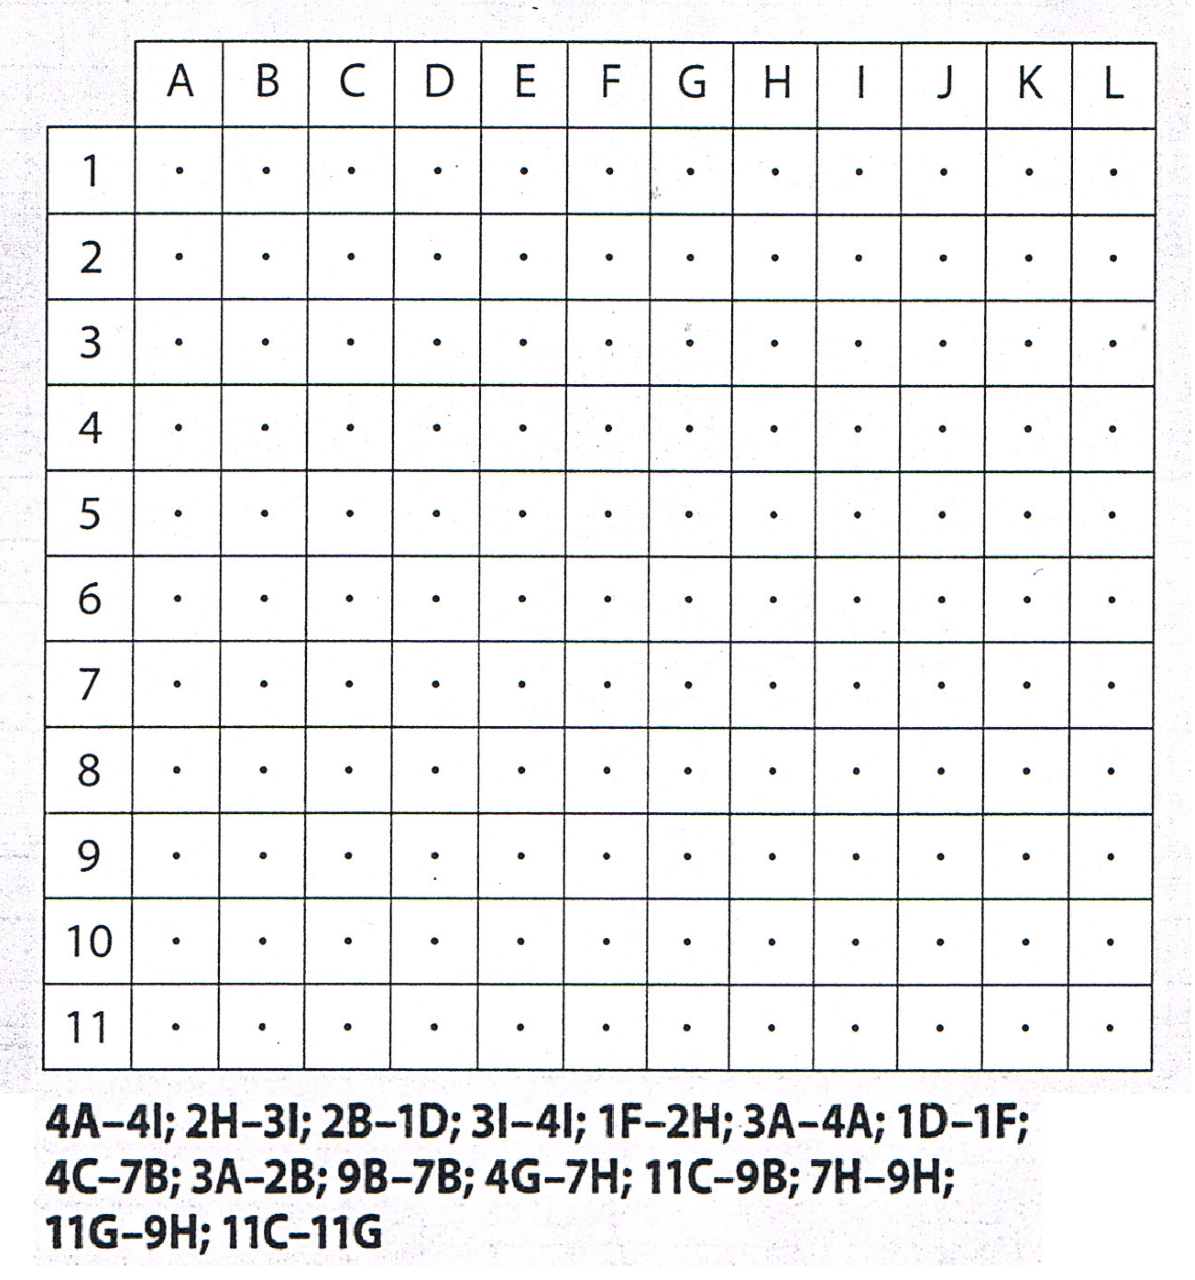 A B C D E F G H I J K L
1
2
3
4
5
6
7
8
9
10
11
4A–4I; 2H–3I; 2B–1D; 3I–4I; 1F–2H; 3A–4A; 1D–1F;
4C–7B; 3A–2B; 9B–7B; 4G–7H; 11C–9B; 7H–9H;
11G–9H; 11C–11G